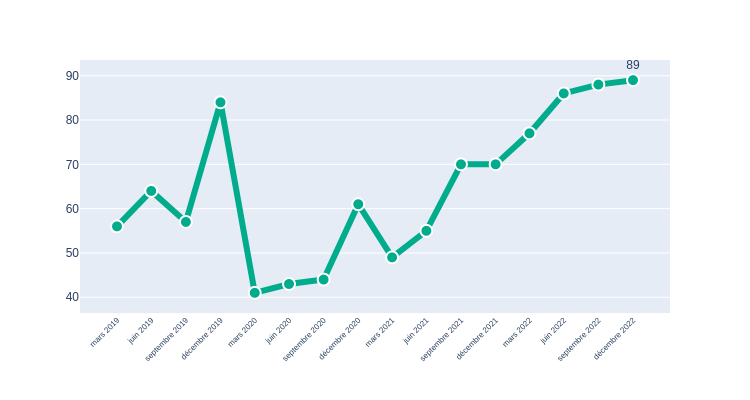 89
90
80
70
60
50
40
mars 2019
juin 2019
septembre 2019
décembre 2019
mars 2020
juin 2020
septembre 2020
décembre 2020
mars 2021
juin 2021
septembre 2021
décembre 2021
mars 2022
juin 2022
septembre 2022
décembre 2022